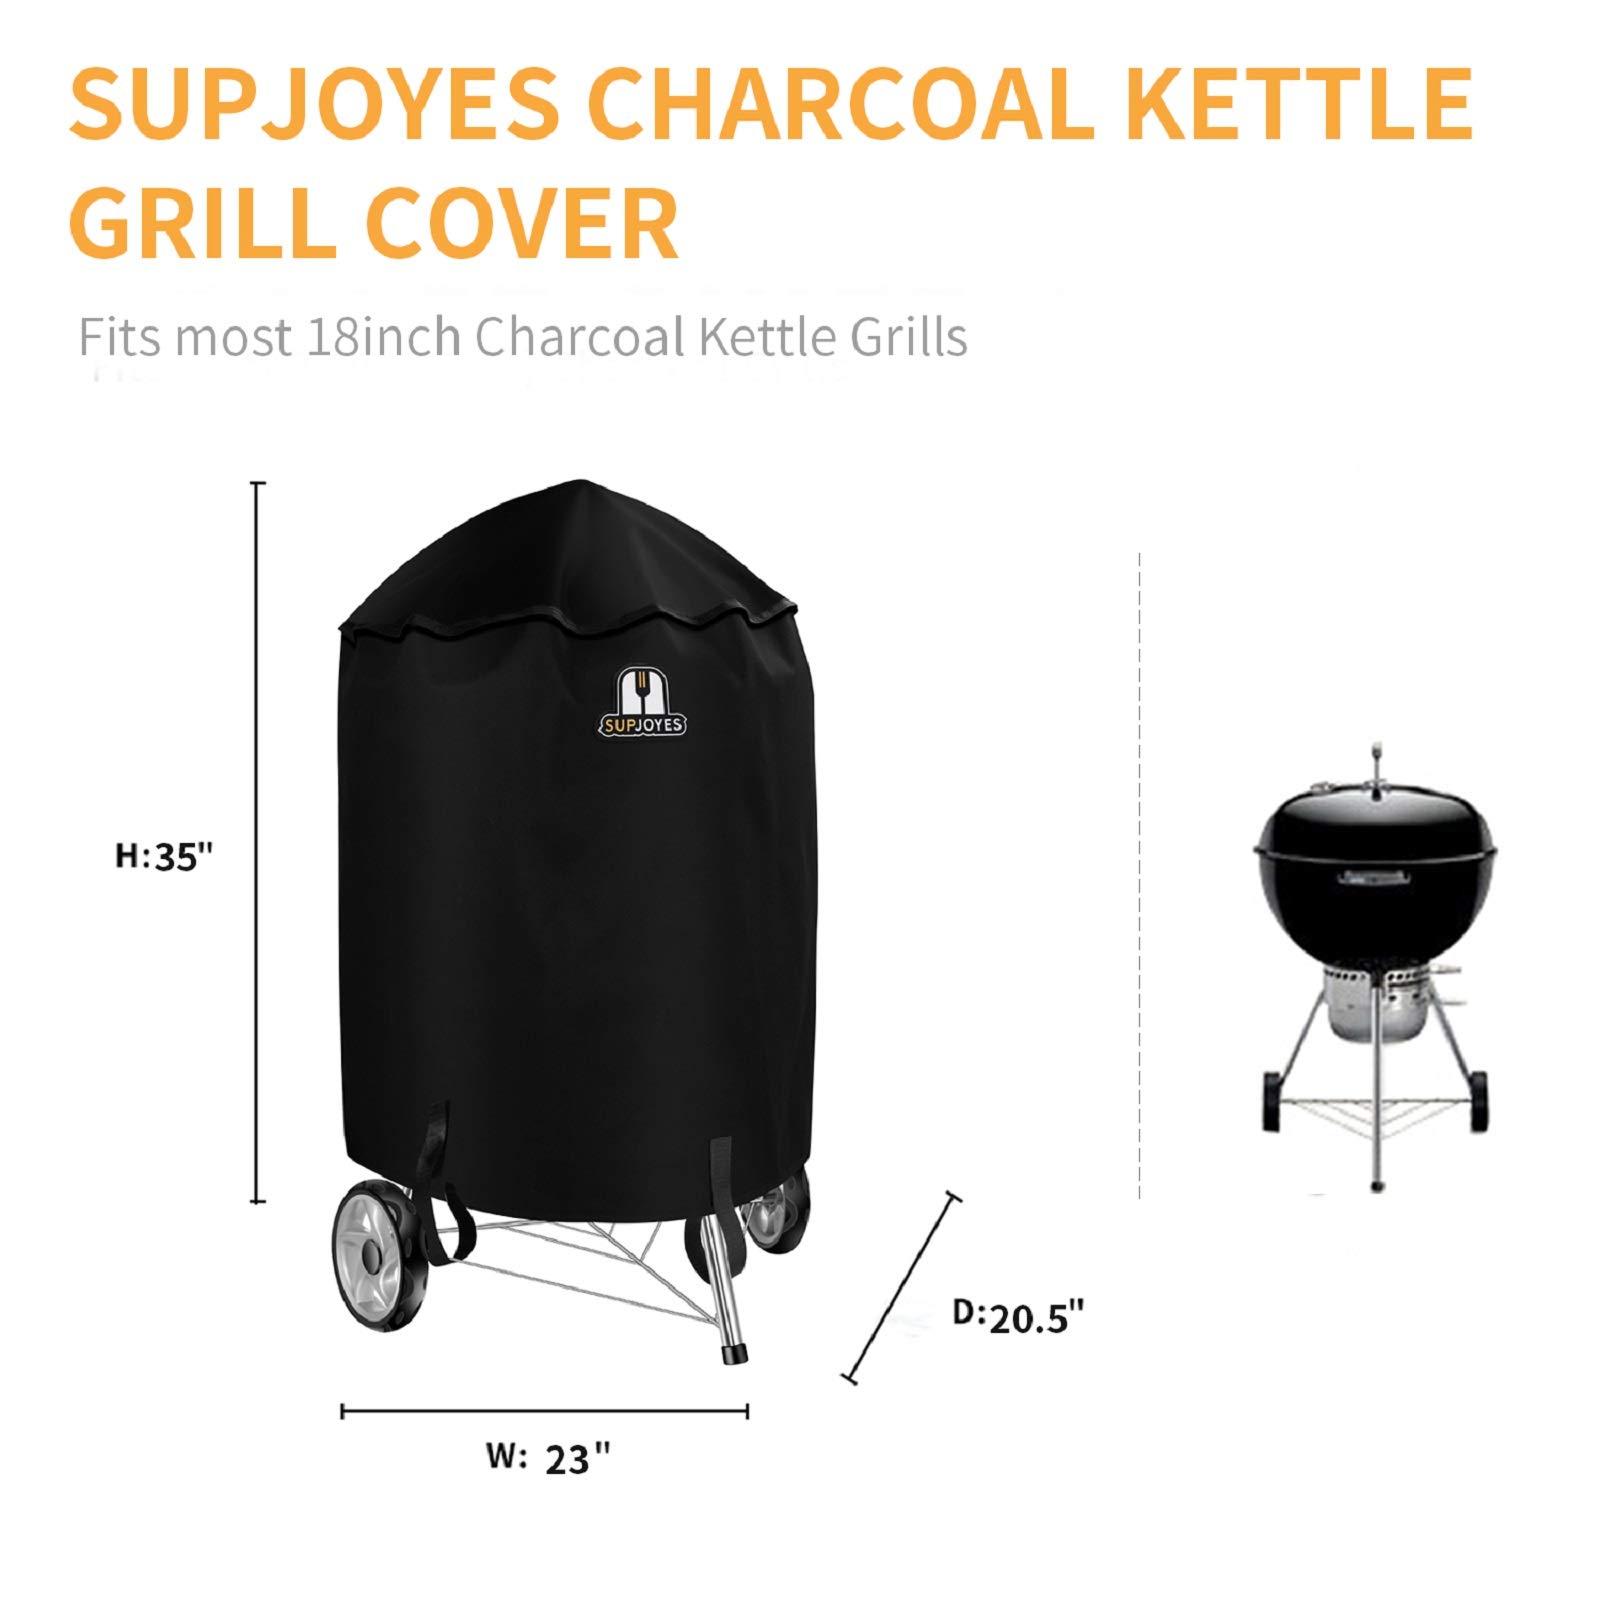 SUPJOYES CHARCOAL KETTLE
GRILL COVER
Fits most 18inch Charcoal Kettle Grills
SUPJOYES
H:35"
D:20.5"
W: 23"